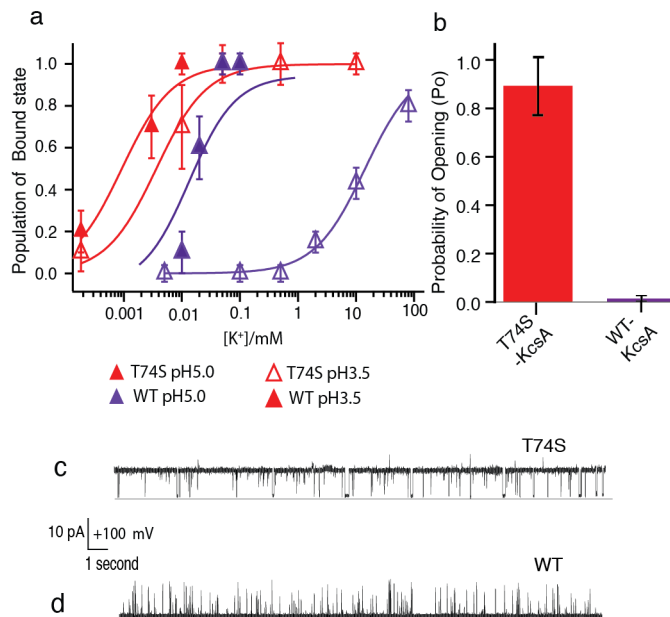 a
Population of Bound state
1.0
0.8
0.6
0.4
0.2
0.0
0.001
0.01
0.1
1
10
100
[K+]/mM
T74S pH5.0
T74S pH3.5
WT pH5.0
WT pH3.5
b
Probability of Opening (Po)
1.0
0.8
0.6
0.4
0.2
0.0
T74S
-KcsA
WT-
KcsA
c
T74S
10 pA
+100 mV
1 second
WT
d